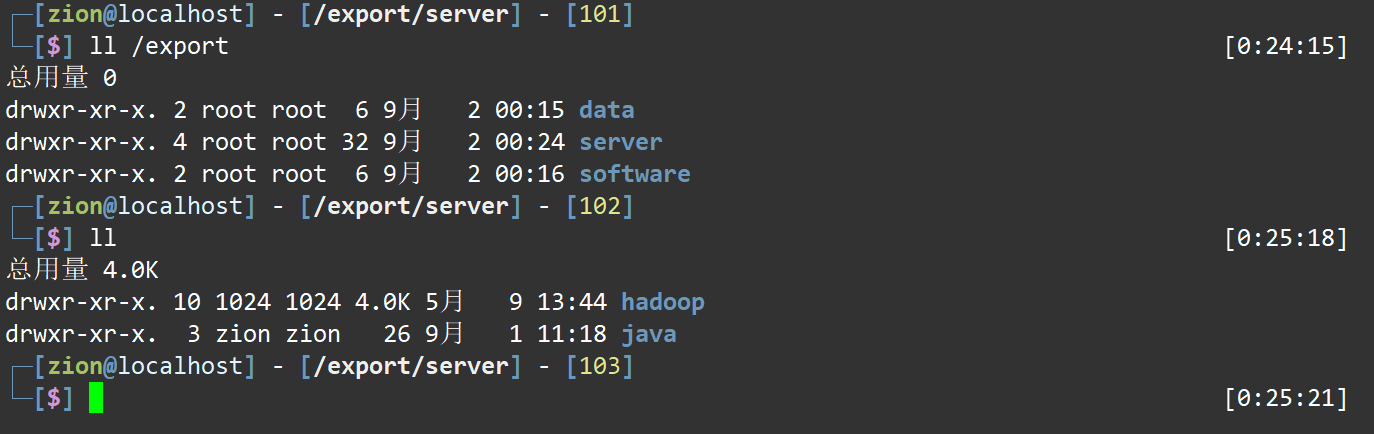 [zion@localhost] - [/export/server] - [101]
[$] ll /export [0:24:15]
总用量 0
drwxr-xr-x. 2 root root  6 9月   2 00:15 data
drwxr-xr-x. 4 root root 32 9月   2 00:24 server
drwxr-xr-x. 2 root root  6 9月   2 00:16 software
[zion@localhost] - [/export/server] - [102]
[$] ll [0:25:18]
总用量 4.0K
drwxr-xr-x. 10 1024 1024 4.0K 5月   9 13:44 hadoop
drwxr-xr-x.  3 zion zion   26 9月   1 11:18 java
[zion@localhost] - [/export/server] - [103]
[$] [0:25:21]